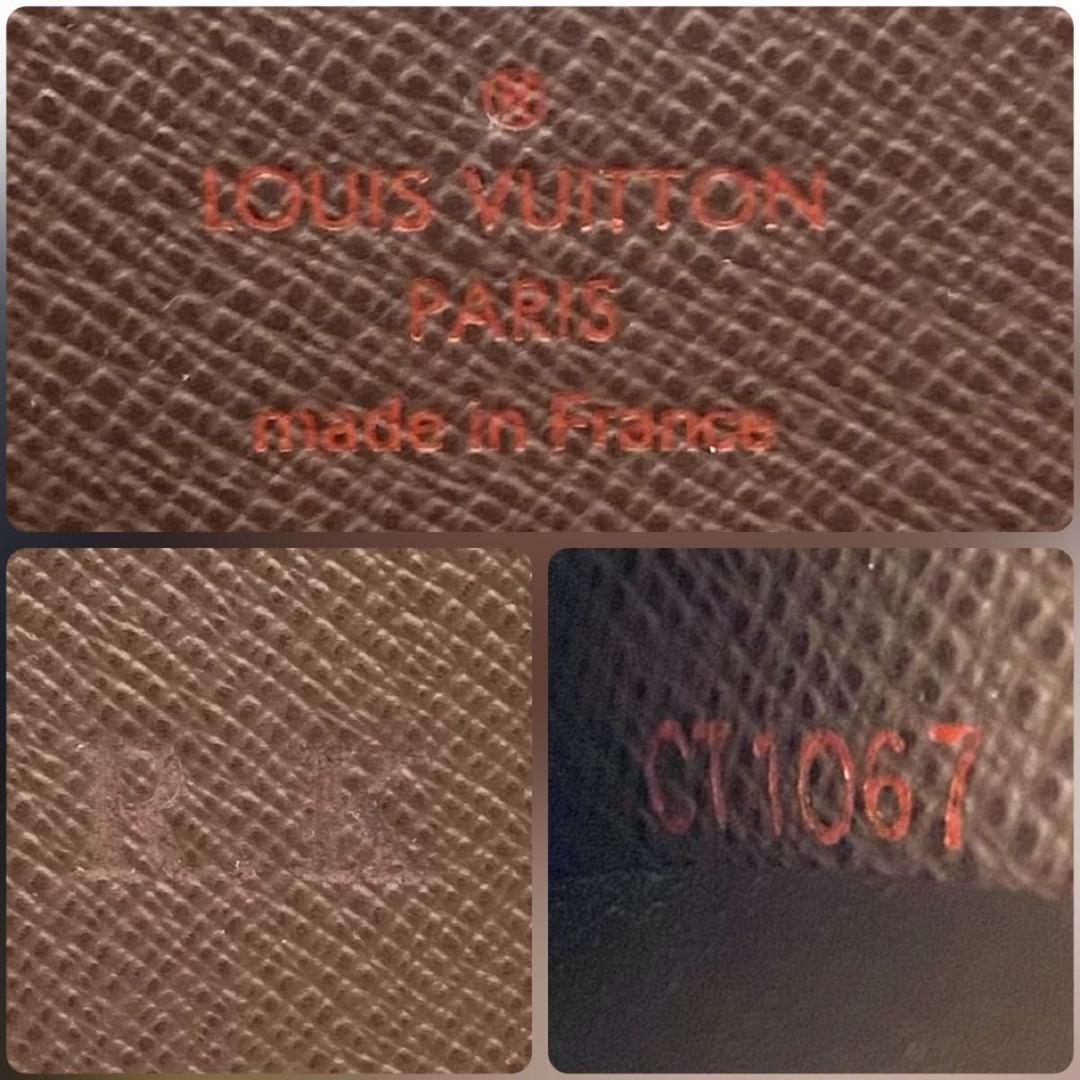 ®
LOUIS VUITTON
PARIS
made in France
R. K
CT1067